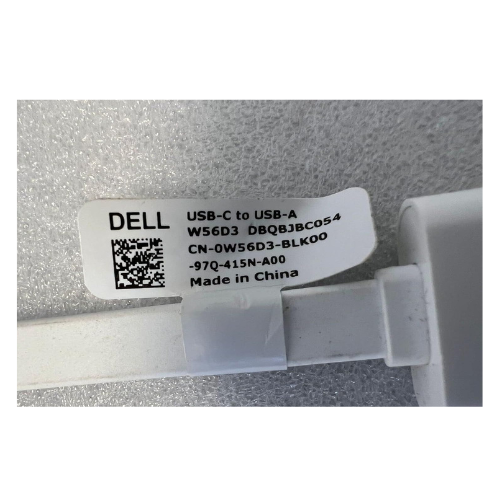 DELL
USB-C to USB-A
W56D3 DBQBJBC054
CN-0W56D3-BLK00
-97Q-415N-A00
Made in China